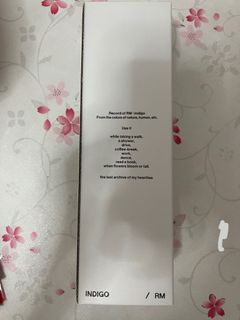 Record of RM: Indigo
From the colors of nature, human, etc.
Use it
while taking a walk,
a shower,
drive,
coffee break,
work,
dance,
read a book,
when flowers bloom or fall.
the last archive of my twenties
INDIGO / RM